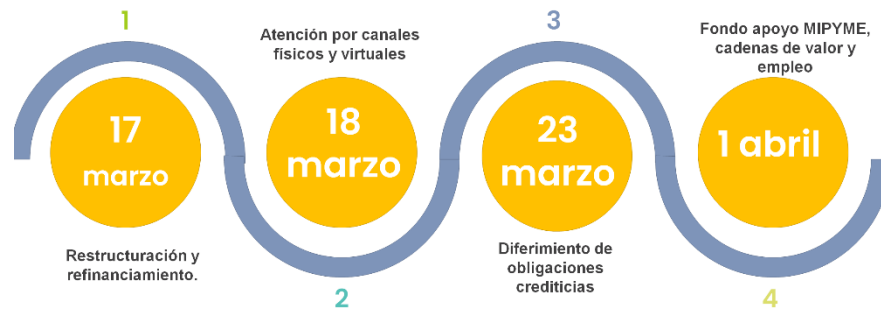 1
17
marzo
Restructuración y
refinanciamiento.
Atención por canales
físicos y virtuales
18
marzo
2
3
23
marzo
Diferimiento de
obligaciones
crediticias
Fondo apoyo MIPYME,
cadenas de valor y
empleo
1 abril
4